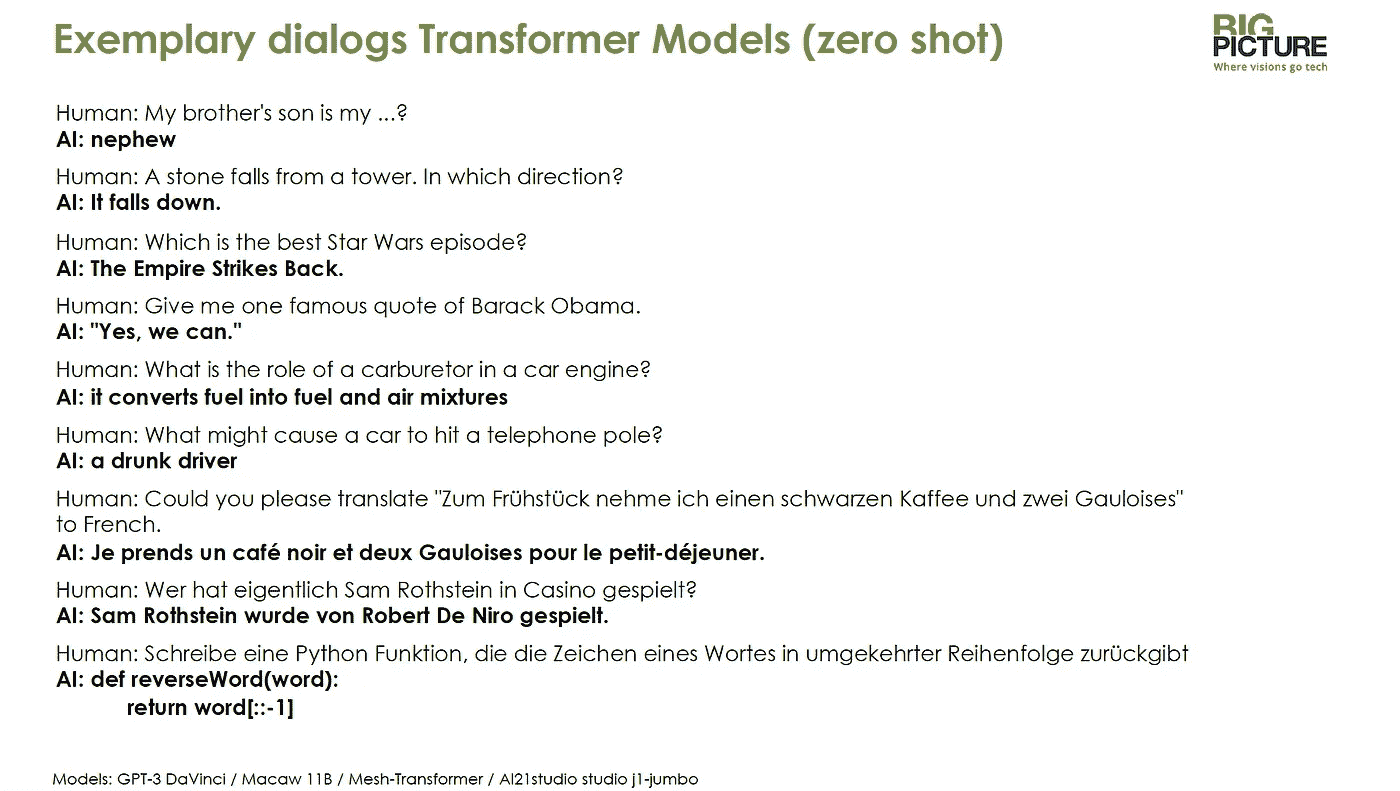 Exemplary dialogs Transformer Models (zero shot)
BIG
PICTURE
Where visions go tech
Human: My brother's son is my ...?
AI: nephew
Human: A stone falls from a tower. In which direction?
AI: It falls down.
Human: Which is the best Star Wars episode?
AI: The Empire Strikes Back.
Human: Give me one famous quote of Barack Obama.
AI: "Yes, we can."
Human: What is the role of a carburetor in a car engine?
AI: it converts fuel into fuel and air mixtures
Human: What might cause a car to hit a telephone pole?
AI: a drunk driver
Human: Could you please translate "Zum Frühstück nehme ich einen schwarzen Kaffee und zwei Gauloises"
to French.
AI: Je prends un café noir et deux Gauloises pour le petit-déjeuner.
Human: Wer hat eigentlich Sam Rothstein in Casino gespielt?
AI: Sam Rothstein wurde von Robert De Niro gespielt.
Human: Schreibe eine Python Funktion, die die Zeichen eines Wortes in umgekehrter Reihenfolge zurückgibt
AI: def reverseWord(word):
return word[::-1]
Models: GPT-3 DaVinci / Macaw 11B / Mesh-Transformer / AI21studio studio j1-jumbo